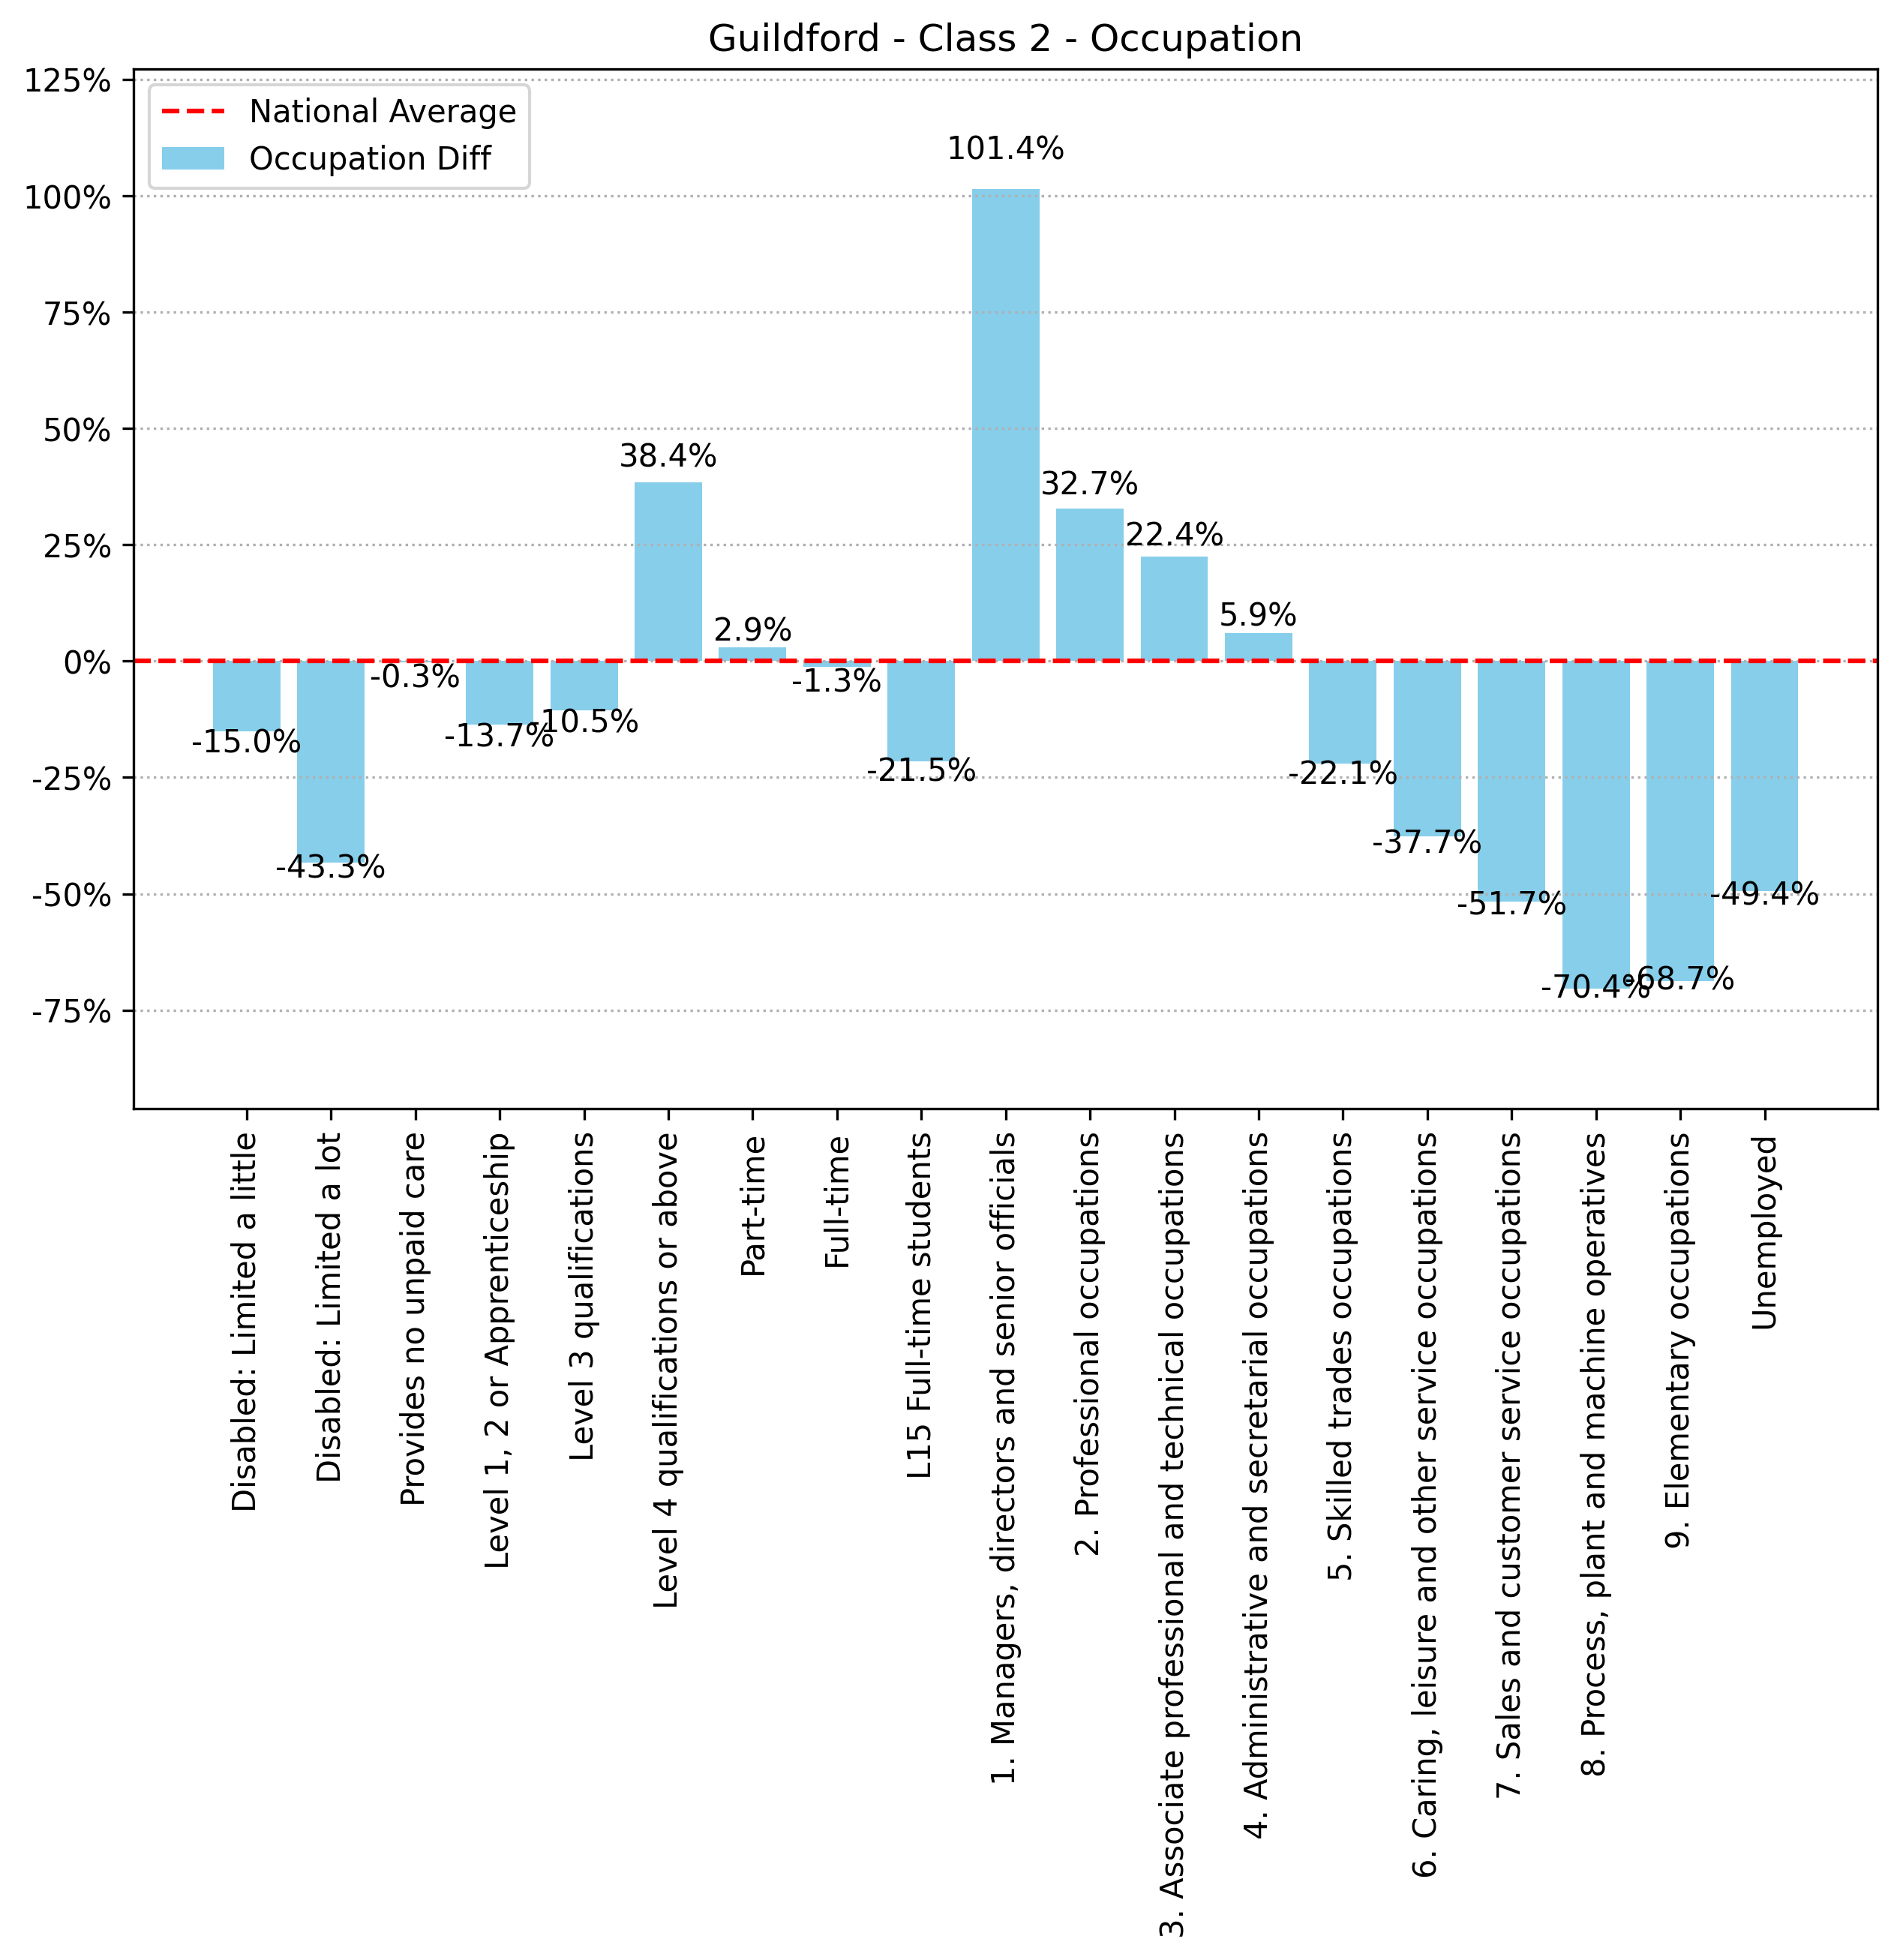 Guildford - Class 2 - Occupation
National Average
Occupation Diff
125%
100%
75%
50%
25%
0%
-25%
-50%
-75%
-15.0%
-43.3%
-0.3%
-13.7%
-10.5%
38.4%
2.9%
-1.3%
-21.5%
101.4%
32.7%
22.4%
5.9%
-22.1%
-37.7%
-51.7%
-70.4%
-68.7%
-49.4%
Disabled: Limited a little
Disabled: Limited a lot
Provides no unpaid care
Level 1, 2 or Apprenticeship
Level 3 qualifications
Level 4 qualifications or above
Part-time
Full-time
L15 Full-time students
1. Managers, directors and senior officials
2. Professional occupations
3. Associate professional and technical occupations
4. Administrative and secretarial occupations
5. Skilled trades occupations
6. Caring, leisure and other service occupations
7. Sales and customer service occupations
8. Process, plant and machine operatives
9. Elementary occupations
Unemployed